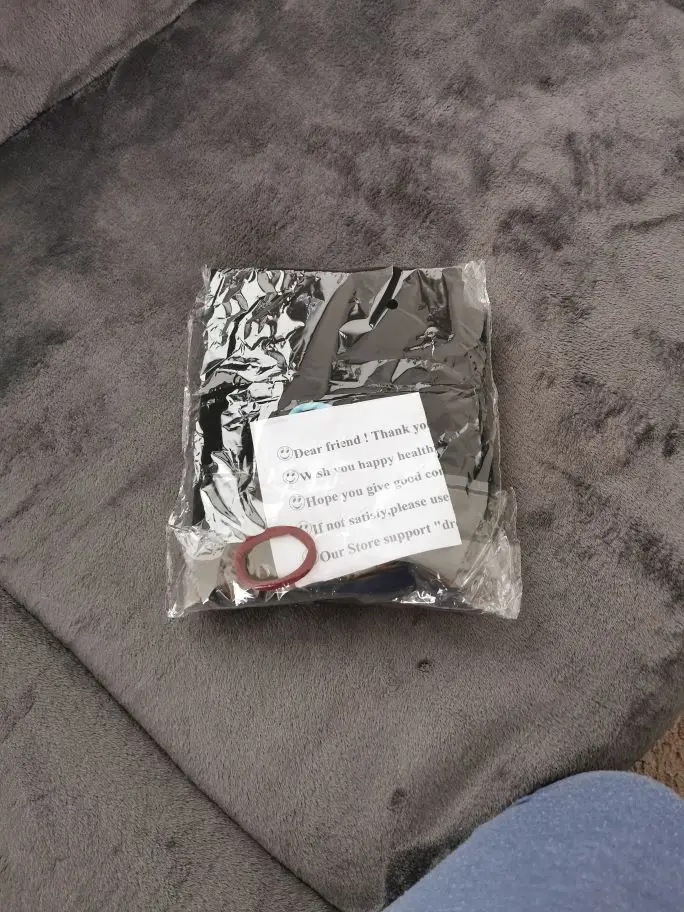 Dear friend ! Thank yo
Wish you happy health
Hope you give good co
If not satisfy,please use
Our Store support "dr